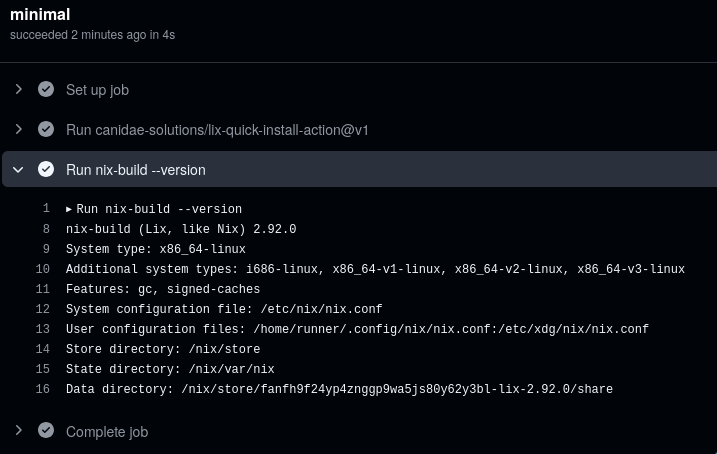 minimal
succeeded 2 minutes ago in 4s
Set up job
Run canidae-solutions/lix-quick-install-action@v1
Run nix-build --version
1 ▸ Run nix-build --version
8 nix-build (Lix, like Nix) 2.92.0
9 System type: x86_64-linux
10 Additional system types: i686-linux, x86_64-v1-linux, x86_64-v2-linux, x86_64-v3-linux
11 Features: gc, signed-caches
12 System configuration file: /etc/nix/nix.conf
13 User configuration files: /home/runner/.config/nix/nix.conf:/etc/xdg/nix/nix.conf
14 Store directory: /nix/store
15 State directory: /nix/var/nix
16 Data directory: /nix/store/fanfh9f24yp4znggp9wa5js80y62y3bl-lix-2.92.0/share
Complete job